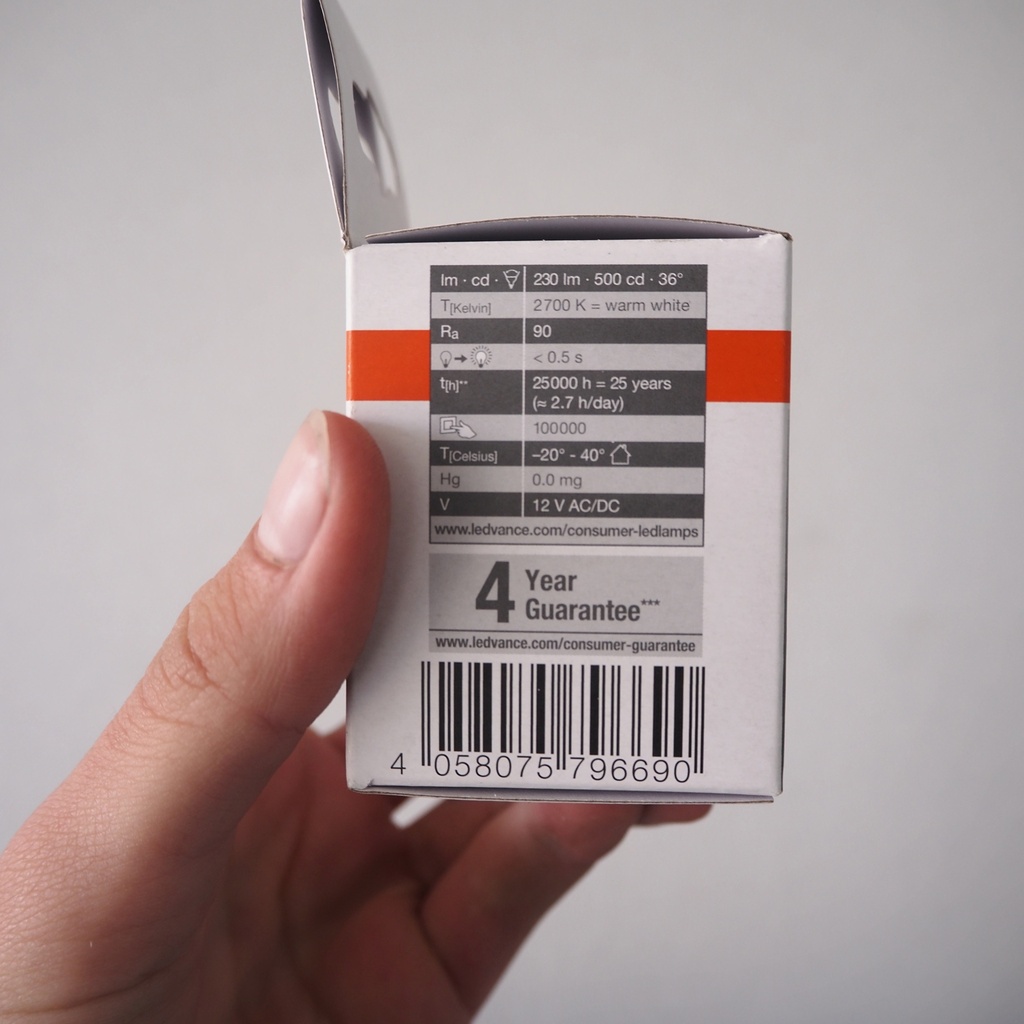 lm · cd · 230 lm · 500 cd · 36°
T[Kelvin] 2700 K = warm white
Ra 90
< 0.5 s
t[h]** 25000 h = 25 years
(≈ 2.7 h/day)
100000
T[Celsius] –20° - 40°
Hg 0.0 mg
V 12 V AC/DC
www.ledvance.com/consumer-ledlamps
4 Year
Guarantee***
www.ledvance.com/consumer-guarantee
4 058075 796690